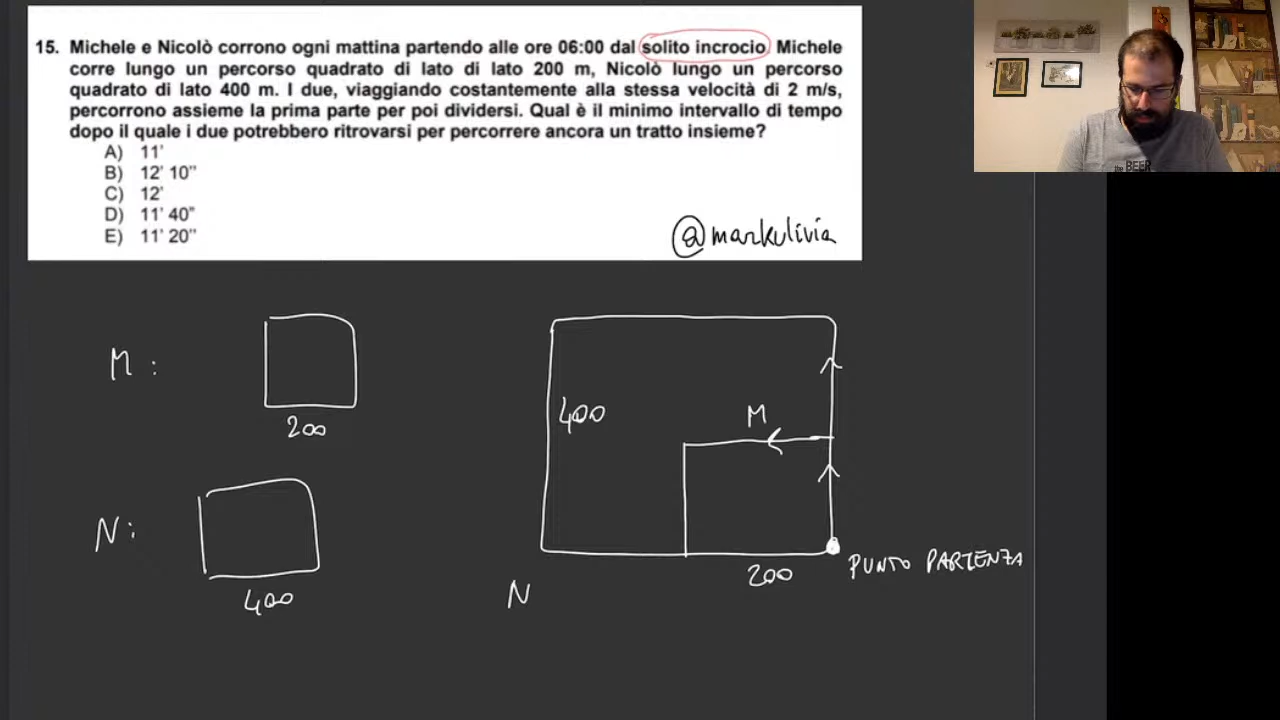 15. Michele e Nicolò corrono ogni mattina partendo alle ore 06:00 dal solito incrocio Michele
corre lungo un percorso quadrato di lato di lato 200 m, Nicolò lungo un percorso
quadrato di lato 400 m. I due, viaggiando costantemente alla stessa velocità di 2 m/s,
percorrono assieme la prima parte per poi dividersi. Qual è il minimo intervallo di tempo
dopo il quale i due potrebbero ritrovarsi per percorrere ancora un tratto insieme?
A) 11'
B) 12' 10"
C) 12'
D) 11' 40"
E) 11' 20"
@markulivia
M:
200
N:
400
400
M
200
PUNTO PARTENZA
N
the BEER